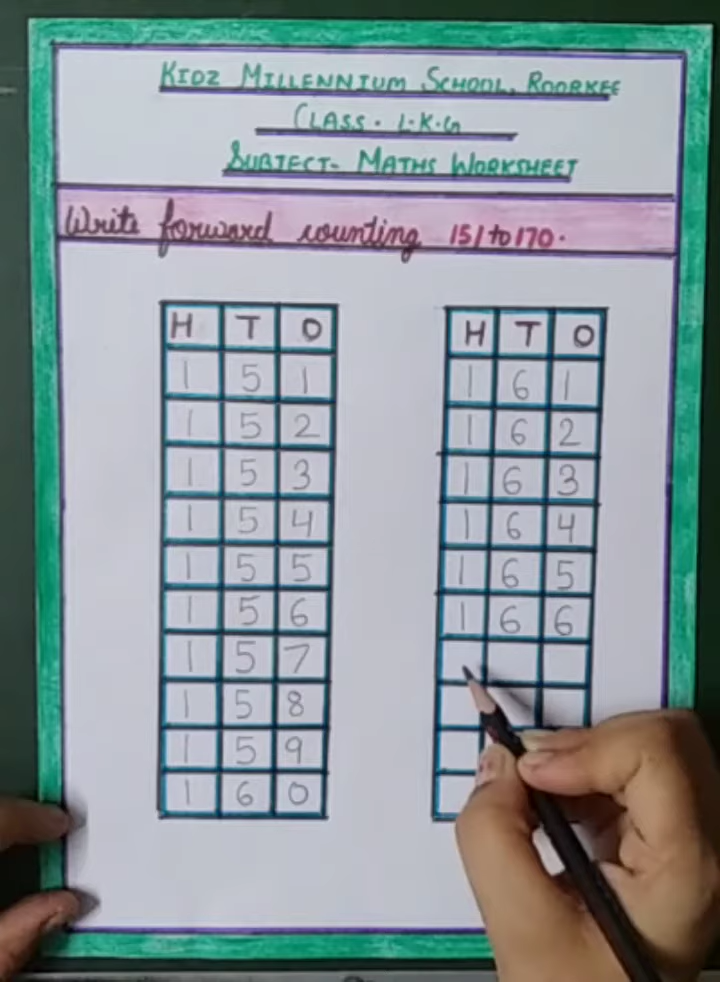 KIDZ MILLENNIUM SCHOOL, ROORKEE
CLASS. L.K.G
SUBJECT- MATHS WORKSHEET
Write forward counting 151 to 170.
H T O
1 5 1
1 5 2
1 5 3
1 5 4
1 5 5
1 5 6
1 5 7
1 5 8
1 5 9
1 6 0
H T O
1 6 1
1 6 2
1 6 3
1 6 4
1 6 5
1 6 6